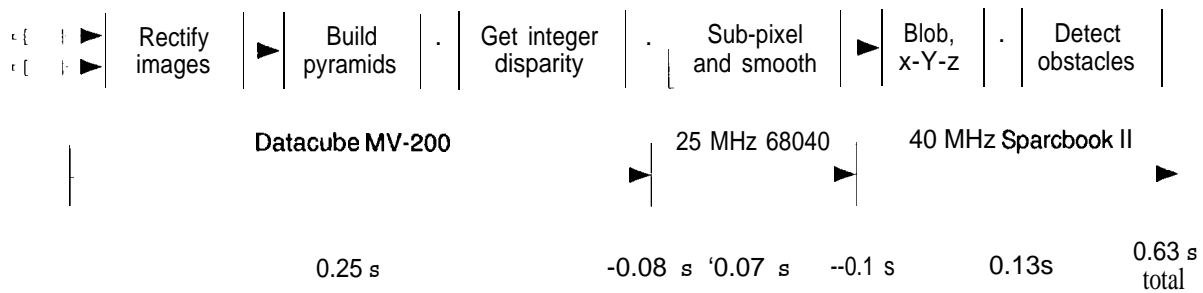 Rectify images
Build pyramids
Get integer disparity
Sub-pixel and smooth
Blob, x-Y-z
Detect obstacles
Datacube MV-200
25 MHz 68040
40 MHz Sparcbook II
0.25 s
-0.08 s
‘0.07 s
--0.1 s
0.13s
0.63 s
total